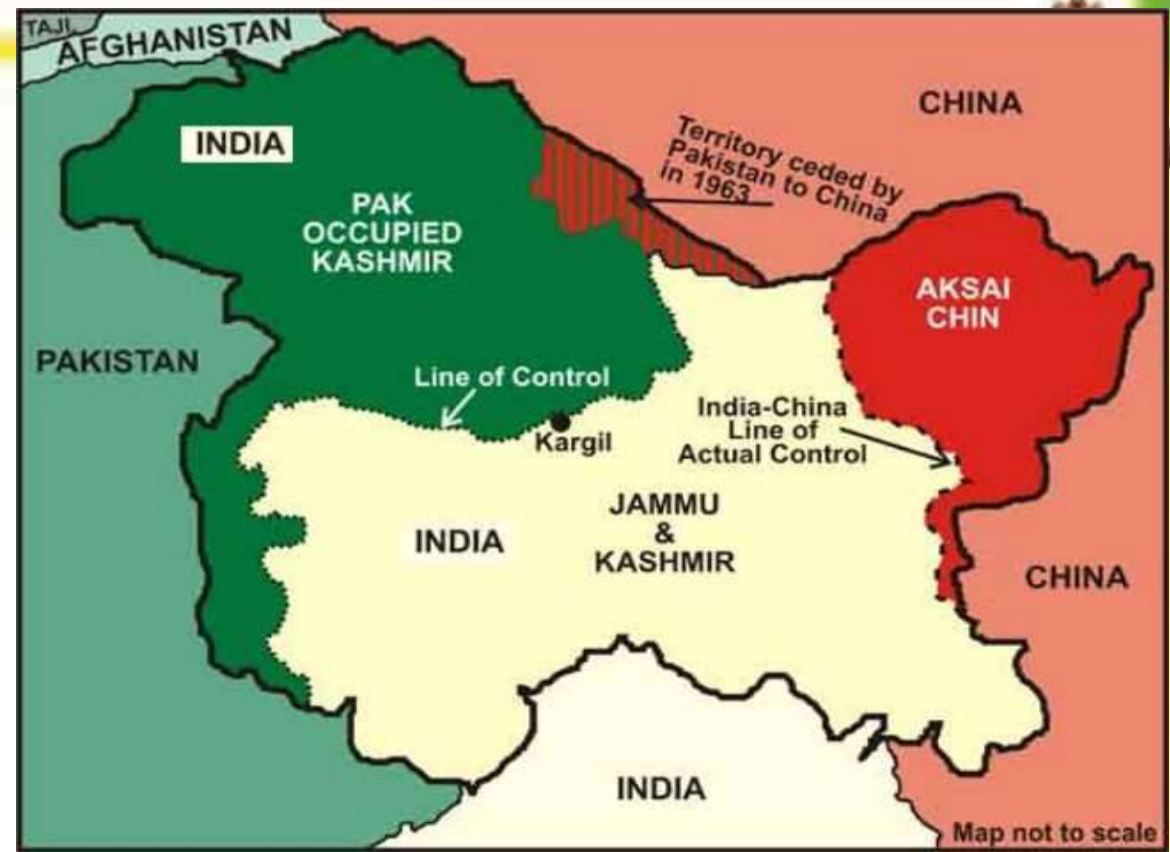 TAJI.
AFGHANISTAN
CHINA
INDIA
Territory ceded by
Pakistan to China
in 1963
PAK
OCCUPIED
KASHMIR
AKSAI
CHIN
PAKISTAN
Line of Control
India-China
Line of
Actual Control
Kargil
JAMMU
&
KASHMIR
INDIA
CHINA
INDIA
Map not to scale